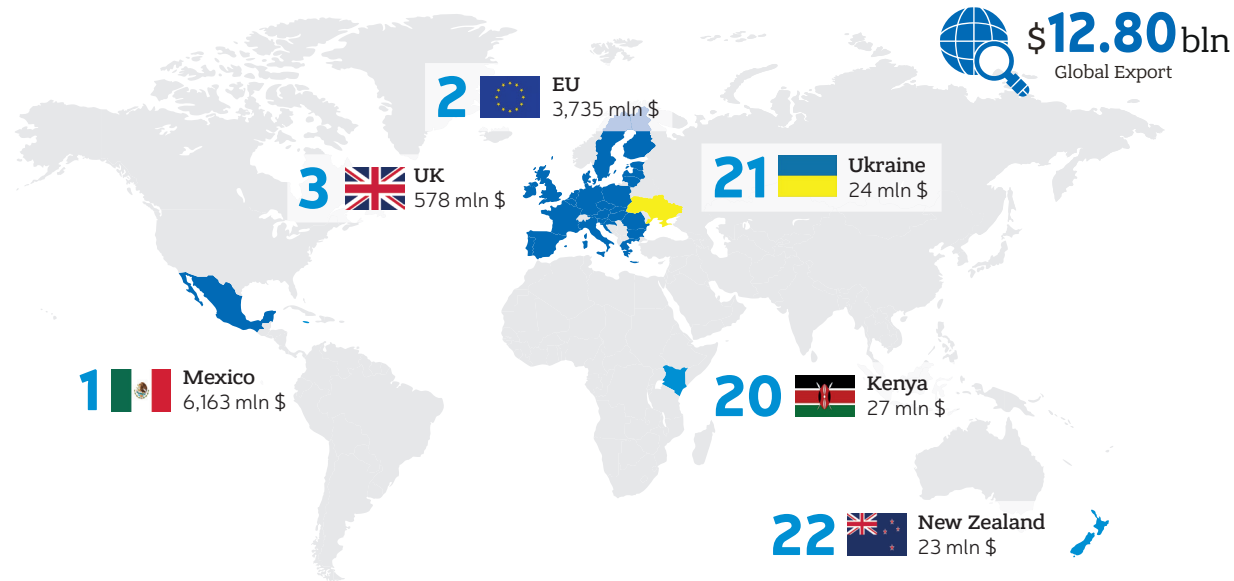 $12.80 bln
Global Export
2
EU
3,735 mln $
3
UK
578 mln $
21
Ukraine
24 mln $
1
Mexico
6,163 mln $
20
Kenya
27 mln $
22
New Zealand
23 mln $